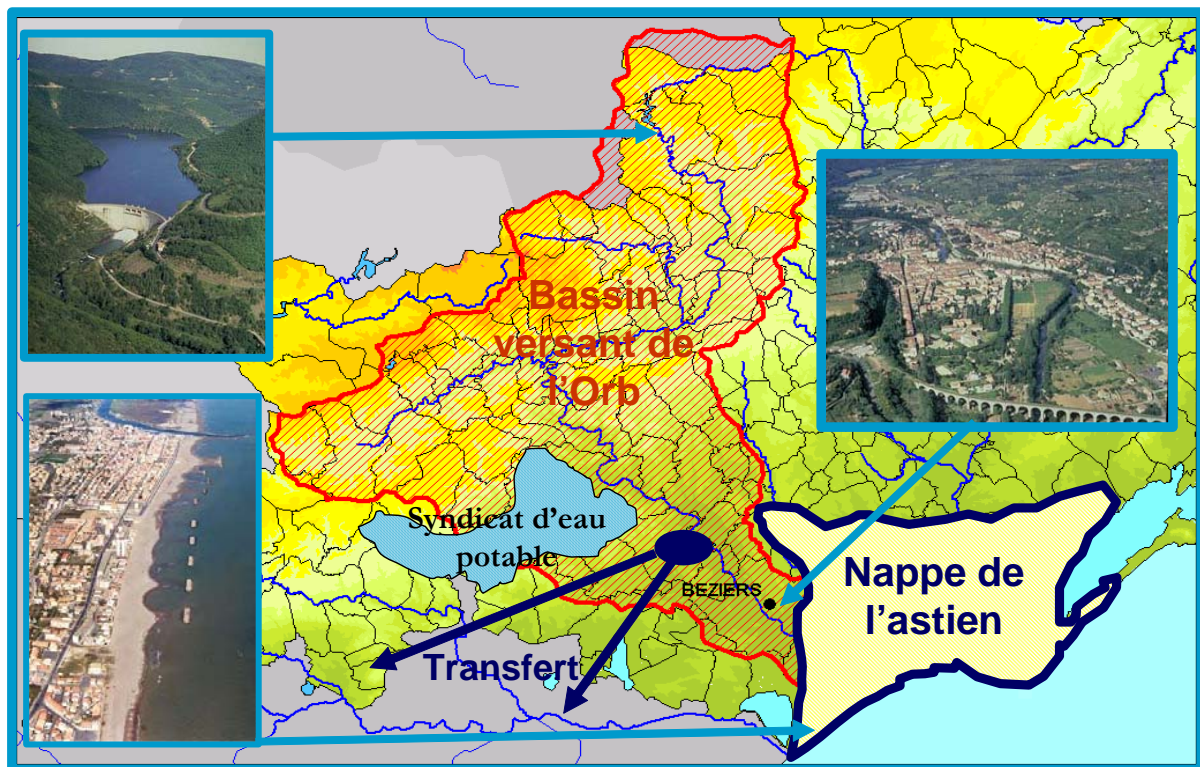 Bassin
versant de
l'Orb
Syndicat d'eau
potable
BEZIERS
Nappe de
l'astien
Transfert